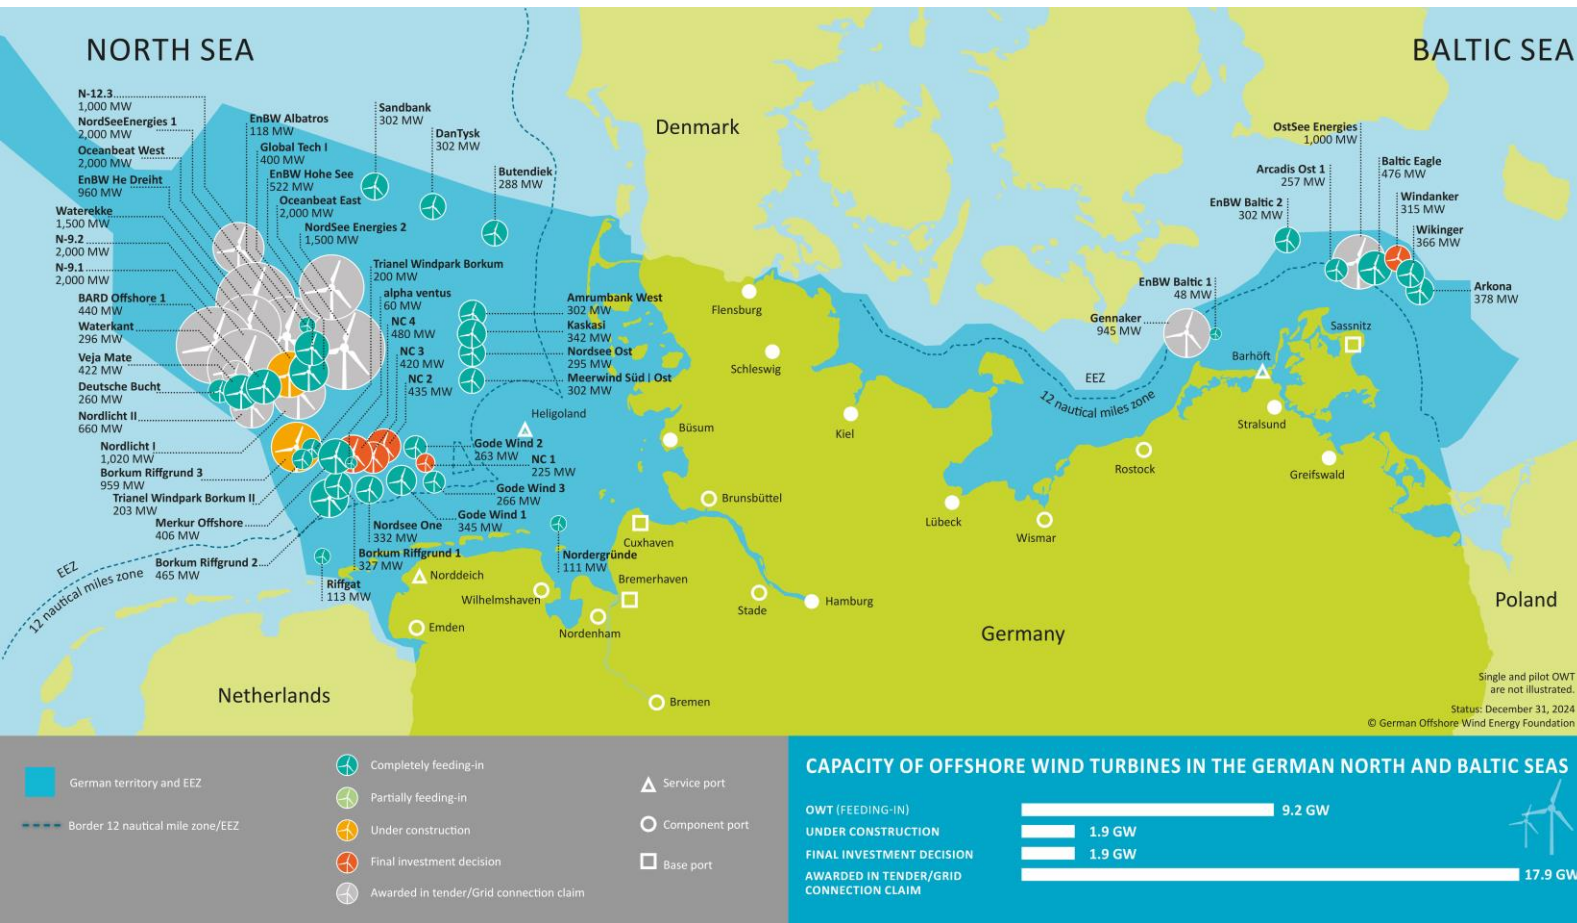 NORTH SEA
BALTIC SEA
N-12.3
1,000 MW
NordSeeEnergies 1
2,000 MW
Oceanbeat West
2,000 MW
EnBW He Dreiht
960 MW
Waterekke
1,500 MW
N-9.2
2,000 MW
N-9.1
2,000 MW
BARD Offshore 1
440 MW
Waterkant
296 MW
Veja Mate
422 MW
Deutsche Bucht
260 MW
Nordlicht II
660 MW
Nordlicht I
1,020 MW
Borkum Riffgrund 3
959 MW
Trianel Windpark Borkum II
203 MW
Merkur Offshore
406 MW
Borkum Riffgrund 2
465 MW
EnBW Albatros
118 MW
Global Tech I
400 MW
EnBW Hohe See
522 MW
Oceanbeat East
2,000 MW
NordSee Energies 2
1,500 MW
Trianel Windpark Borkum
200 MW
alpha ventus
60 MW
NC 4
480 MW
NC 3
420 MW
NC 2
435 MW
Sandbank
302 MW
DanTysk
302 MW
Butendiek
288 MW
Amrumbank West
302 MW
Kaskasi
342 MW
Nordsee Ost
295 MW
Meerwind Süd | Ost
302 MW
Heligoland
Gode Wind 2
263 MW
NC 1
225 MW
Gode Wind 3
266 MW
Gode Wind 1
345 MW
Nordsee One
332 MW
Borkum Riffgrund 1
327 MW
Nordergründe
111 MW
Riffgat
113 MW
EEZ
12 nautical miles zone
Denmark
Flensburg
Schleswig
Kiel
Büsum
Brunsbüttel
Cuxhaven
Bremerhaven
Norddeich
Wilhelmshaven
Emden
Nordenham
Stade
Hamburg
Bremen
Lübeck
Wismar
Rostock
Netherlands
Germany
Poland
OstSee Energies
1,000 MW
Baltic Eagle
476 MW
Arcadis Ost 1
257 MW
Windanker
315 MW
EnBW Baltic 2
302 MW
Wikinger
366 MW
Arkona
378 MW
EnBW Baltic 1
48 MW
Gennaker
945 MW
Sassnitz
Barhöft
Stralsund
Greifswald
EEZ
12 nautical miles zone
Single and pilot OWT
are not illustrated.
Status: December 31, 2024
© German Offshore Wind Energy Foundation
German territory and EEZ
Border 12 nautical mile zone/EEZ
Completely feeding-in
Partially feeding-in
Under construction
Final investment decision
Awarded in tender/Grid connection claim
Service port
Component port
Base port
CAPACITY OF OFFSHORE WIND TURBINES IN THE GERMAN NORTH AND BALTIC SEAS
OWT (FEEDING-IN) 9.2 GW
UNDER CONSTRUCTION 1.9 GW
FINAL INVESTMENT DECISION 1.9 GW
AWARDED IN TENDER/GRID
CONNECTION CLAIM 17.9 GW